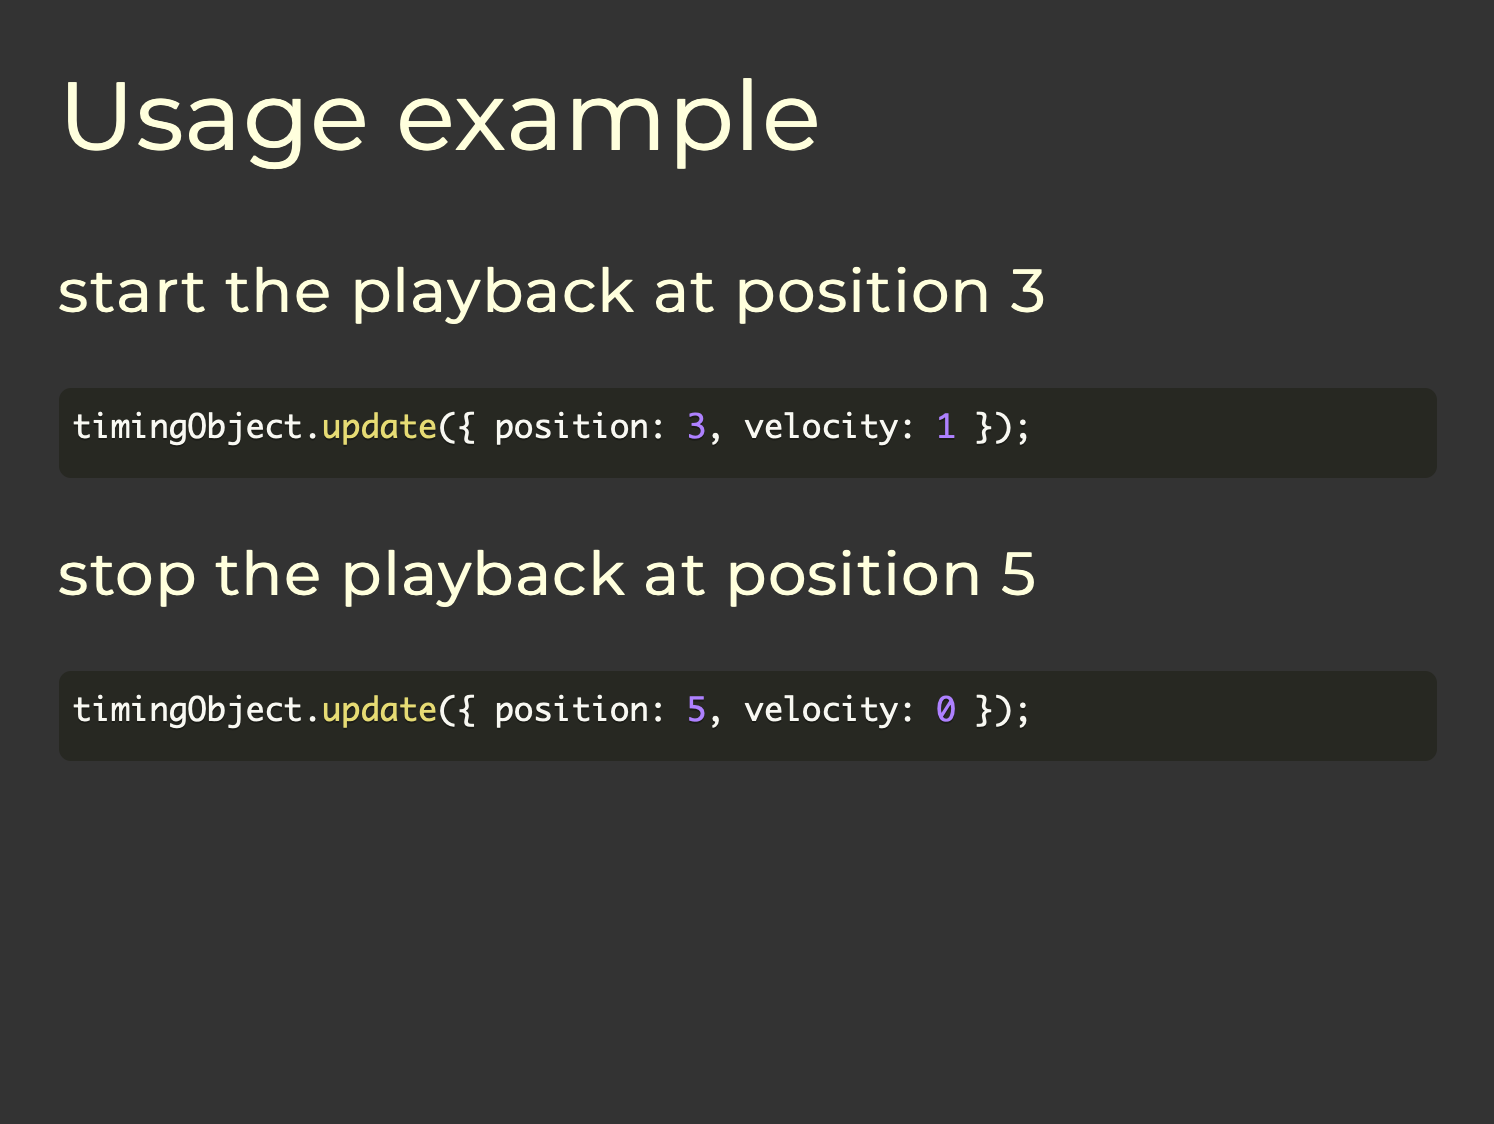 Usage example
start the playback at position 3
timingObject.update({ position: 3, velocity: 1 });
stop the playback at position 5
timingObject.update({ position: 5, velocity: 0 });